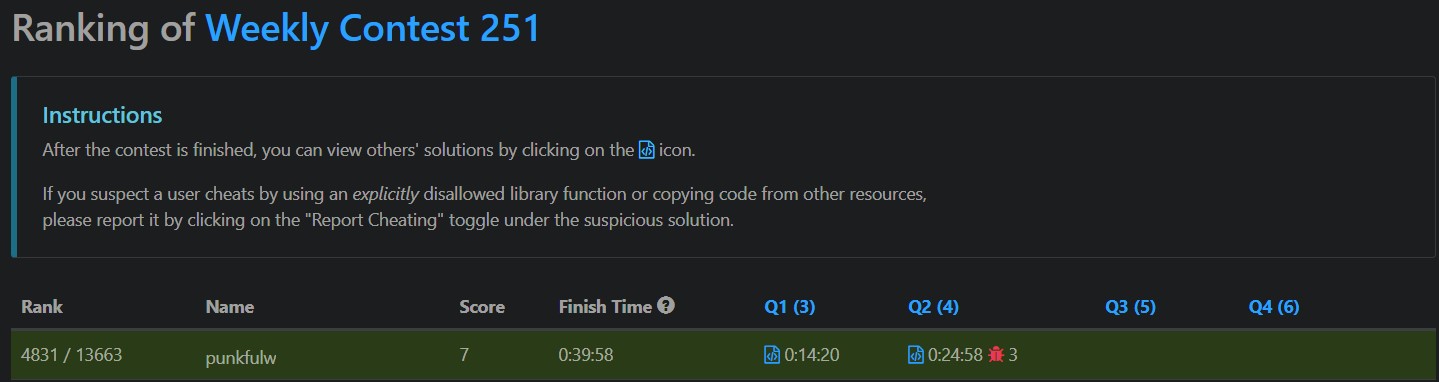 Ranking of Weekly Contest 251
Instructions
After the contest is finished, you can view others' solutions by clicking on the icon.
If you suspect a user cheats by using an explicitly disallowed library function or copying code from other resources,
please report it by clicking on the "Report Cheating" toggle under the suspicious solution.
Rank Name Score Finish Time Q1 (3) Q2 (4) Q3 (5) Q4 (6)
4831 / 13663 punkfulw 7 0:39:58 0:14:20 0:24:58 3